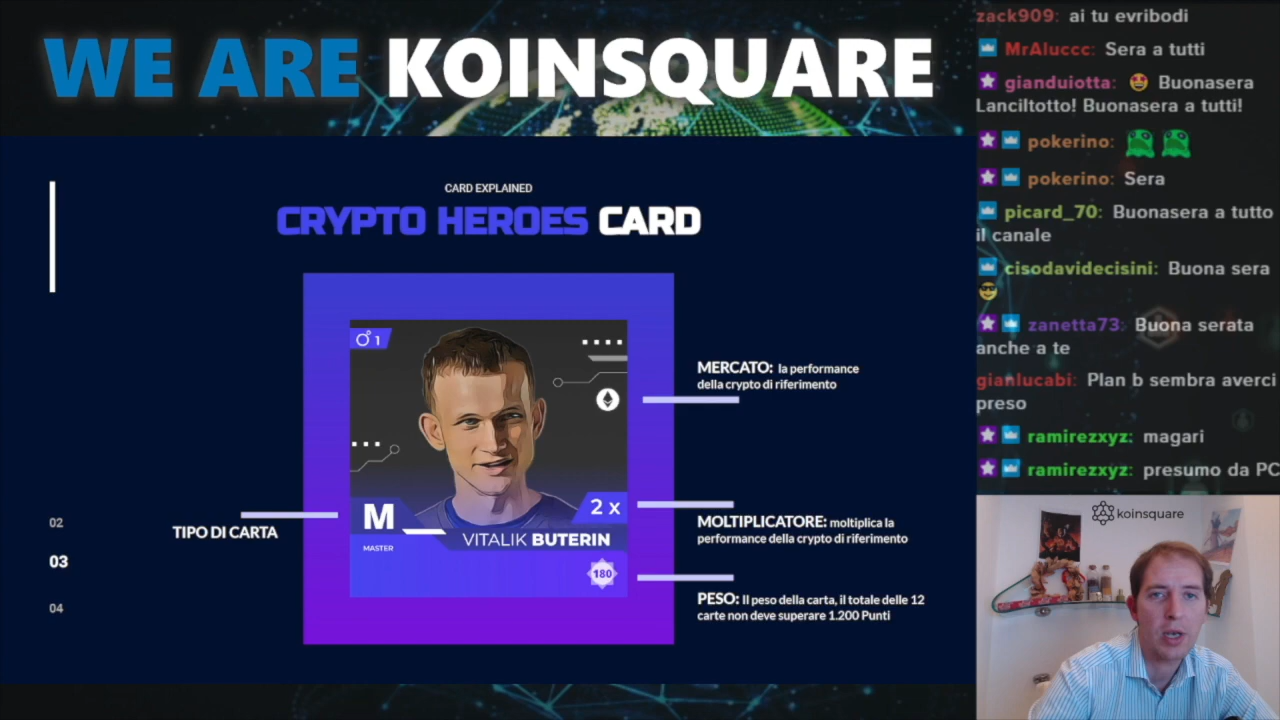 WE ARE KOINSQUARE
CARD EXPLAINED
CRYPTO HEROES CARD
1
MERCATO: la performance
della crypto di riferimento
2 x
M
MASTER
VITALIK BUTERIN
180
TIPO DI CARTA
MOLTIPLICATORE: moltiplica la
performance della crypto di riferimento
PESO: Il peso della carta, il totale delle 12
carte non deve superare 1.200 Punti
02
03
04
zack909: ai tu evribodi
MrAluccc: Sera a tutti
gianduiotta: Buonasera
Lanciltotto! Buonasera a tutti!
pokerino:
pokerino: Sera
picard_70: Buonasera a tutto
il canale
cisodavidecisini: Buona sera
zanetta73: Buona serata
anche a te
gianlucabi: Plan b sembra averci
preso
ramirezxyz: magari
ramirezxyz: presumo da PC
koinsquare